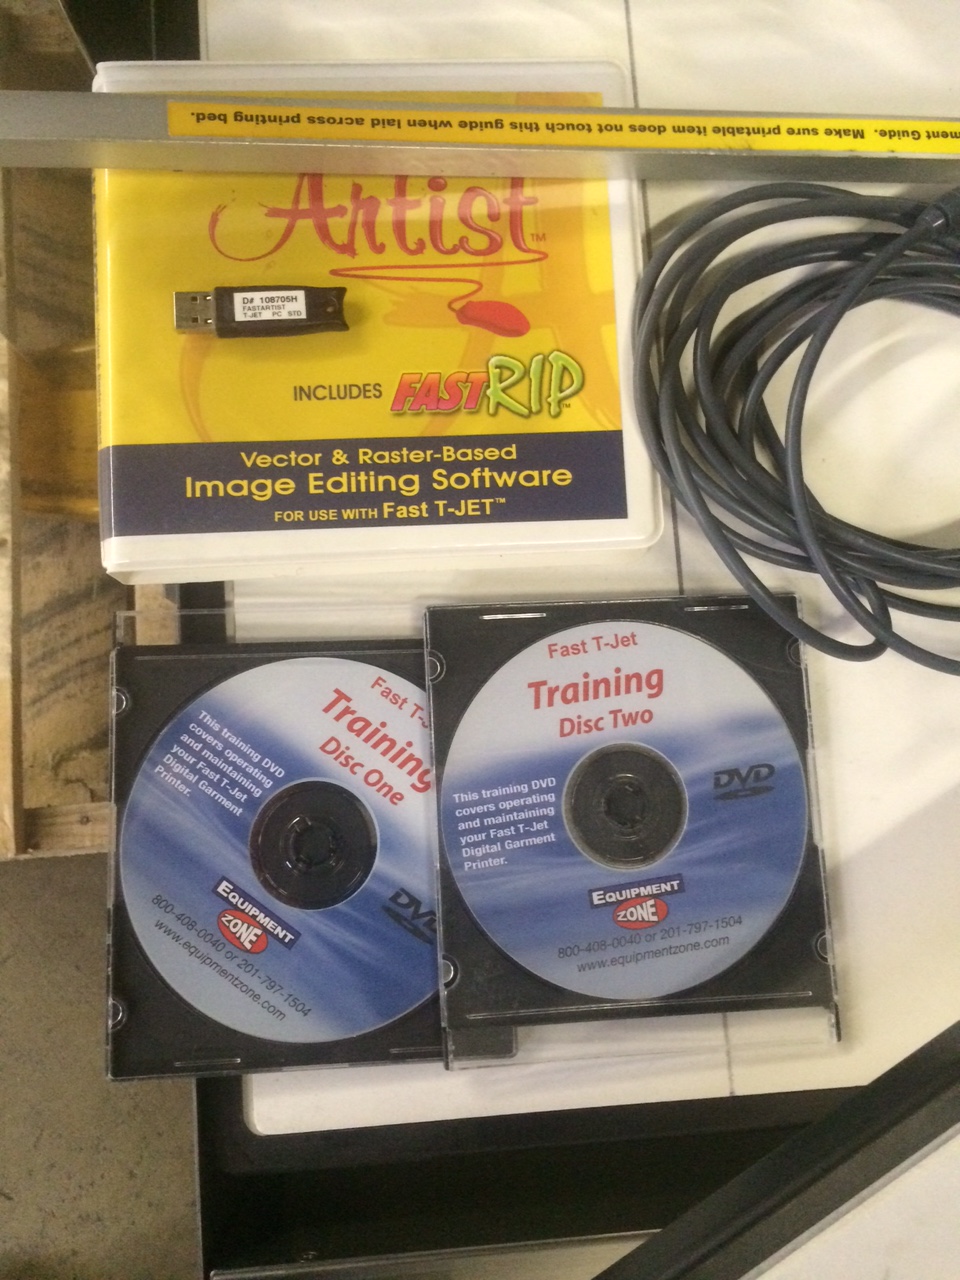 ment Guide. Make sure printable item does not touch this guide when laid across printing bed.
Artist™
D# 108705H
FASTARTIST
T-JET PC STD
INCLUDES FASTRIP™
Vector & Raster-Based
Image Editing Software
FOR USE WITH Fast T-JET™
Fast T-J
Training
Disc One
This training DVD
covers operating
and maintaining
your Fast T-Jet
Digital Garment
Printer.
DVD
EQUIPMENT
ZONE
800-408-0040 or 201-797-1504
www.equipmentzone.com
Fast T-Jet
Training
Disc Two
This training DVD
covers operating
and maintaining
your Fast T-Jet
Digital Garment
Printer.
DVD
EQUIPMENT
ZONE
800-408-0040 or 201-797-1504
www.equipmentzone.com